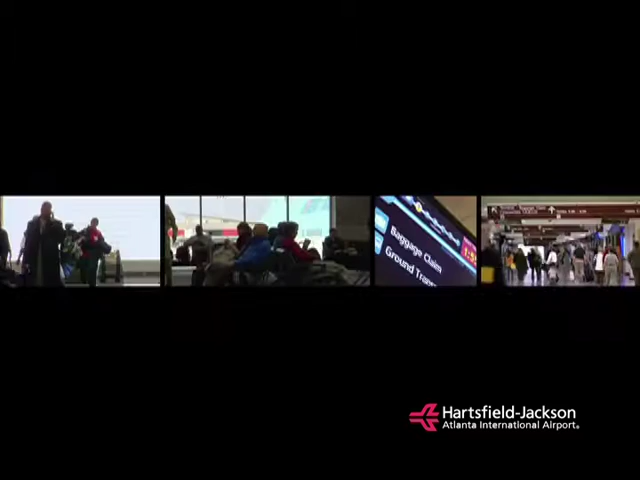 Baggage Claim
Ground Trans
Hartsfield-Jackson
Atlanta International Airport®